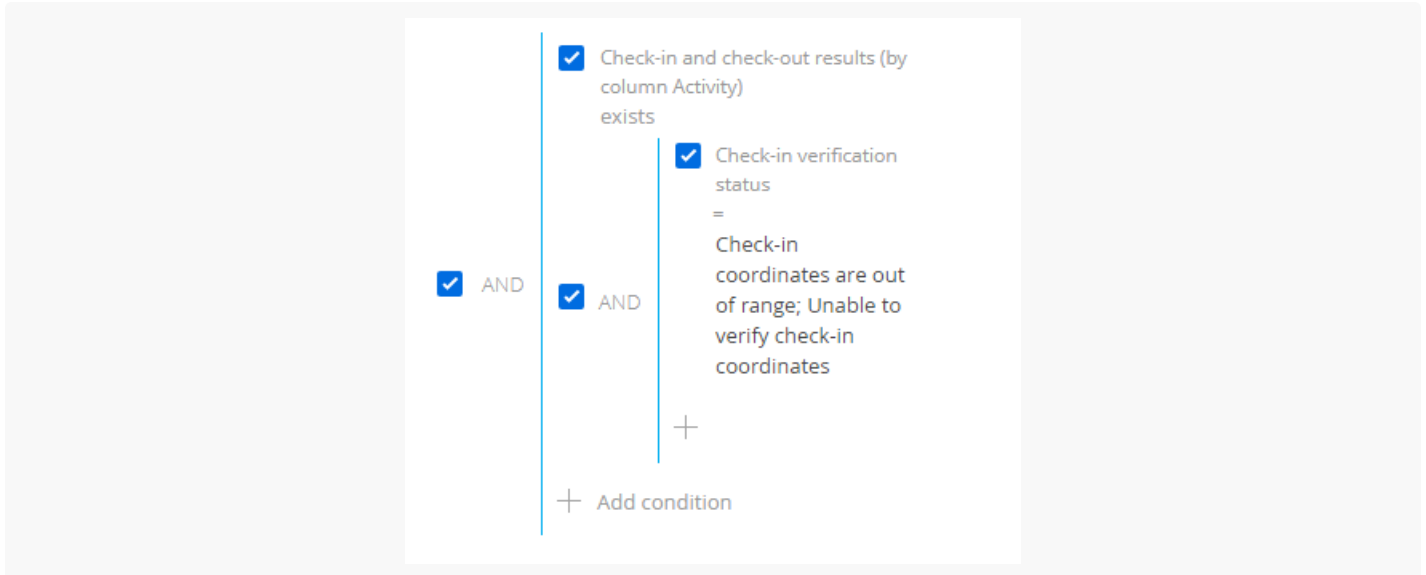 Check-in and check-out results (by
column Activity)
exists
Check-in verification
status
=
Check-in
coordinates are out
of range; Unable to
verify check-in
coordinates
AND
AND
Add condition